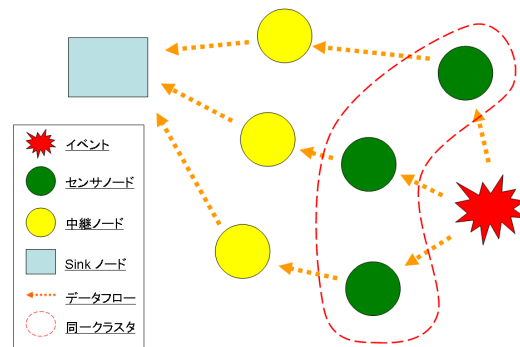 イベント
センサノード
中継ノード
Sink ノード
データフロー
同一クラスタ